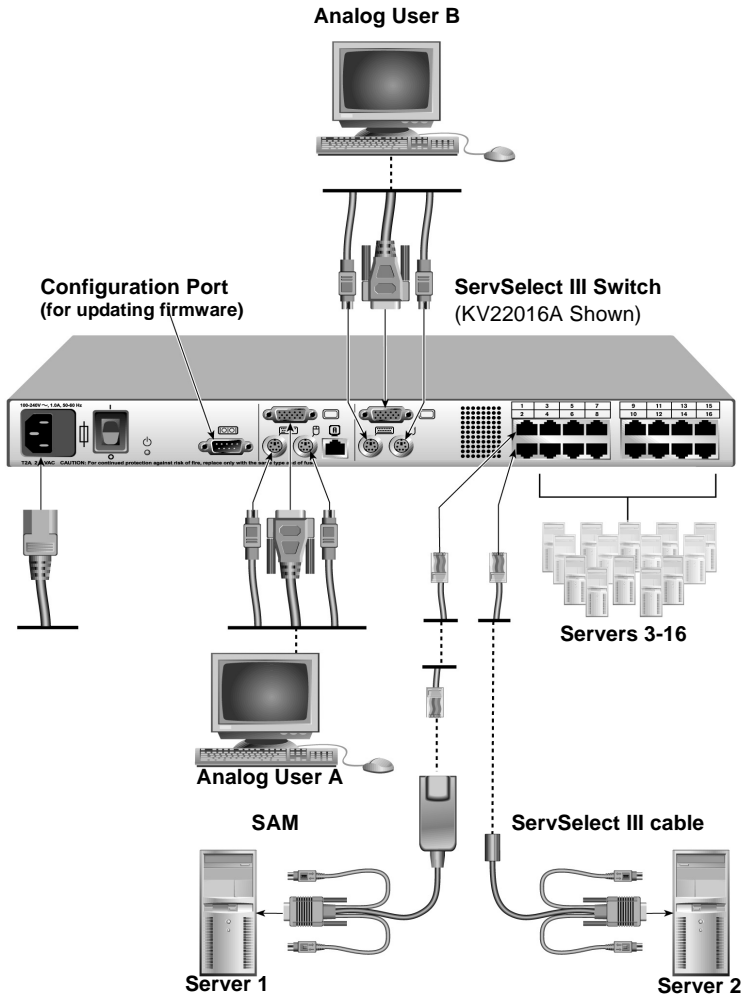 Analog User B
Configuration Port
(for updating firmware)
ServSelect III Switch
(KV22016A Shown)
100-240V ~, 1.0A, 50-60 Hz
1 3 5 7
2 4 6 8
9 11 13 15
10 12 14 16
A
CAUTION: For continued protection against risk of fire, replace only with the same type and of fuse
Servers 3-16
Analog User A
SAM
ServSelect III cable
Server 1
Server 2